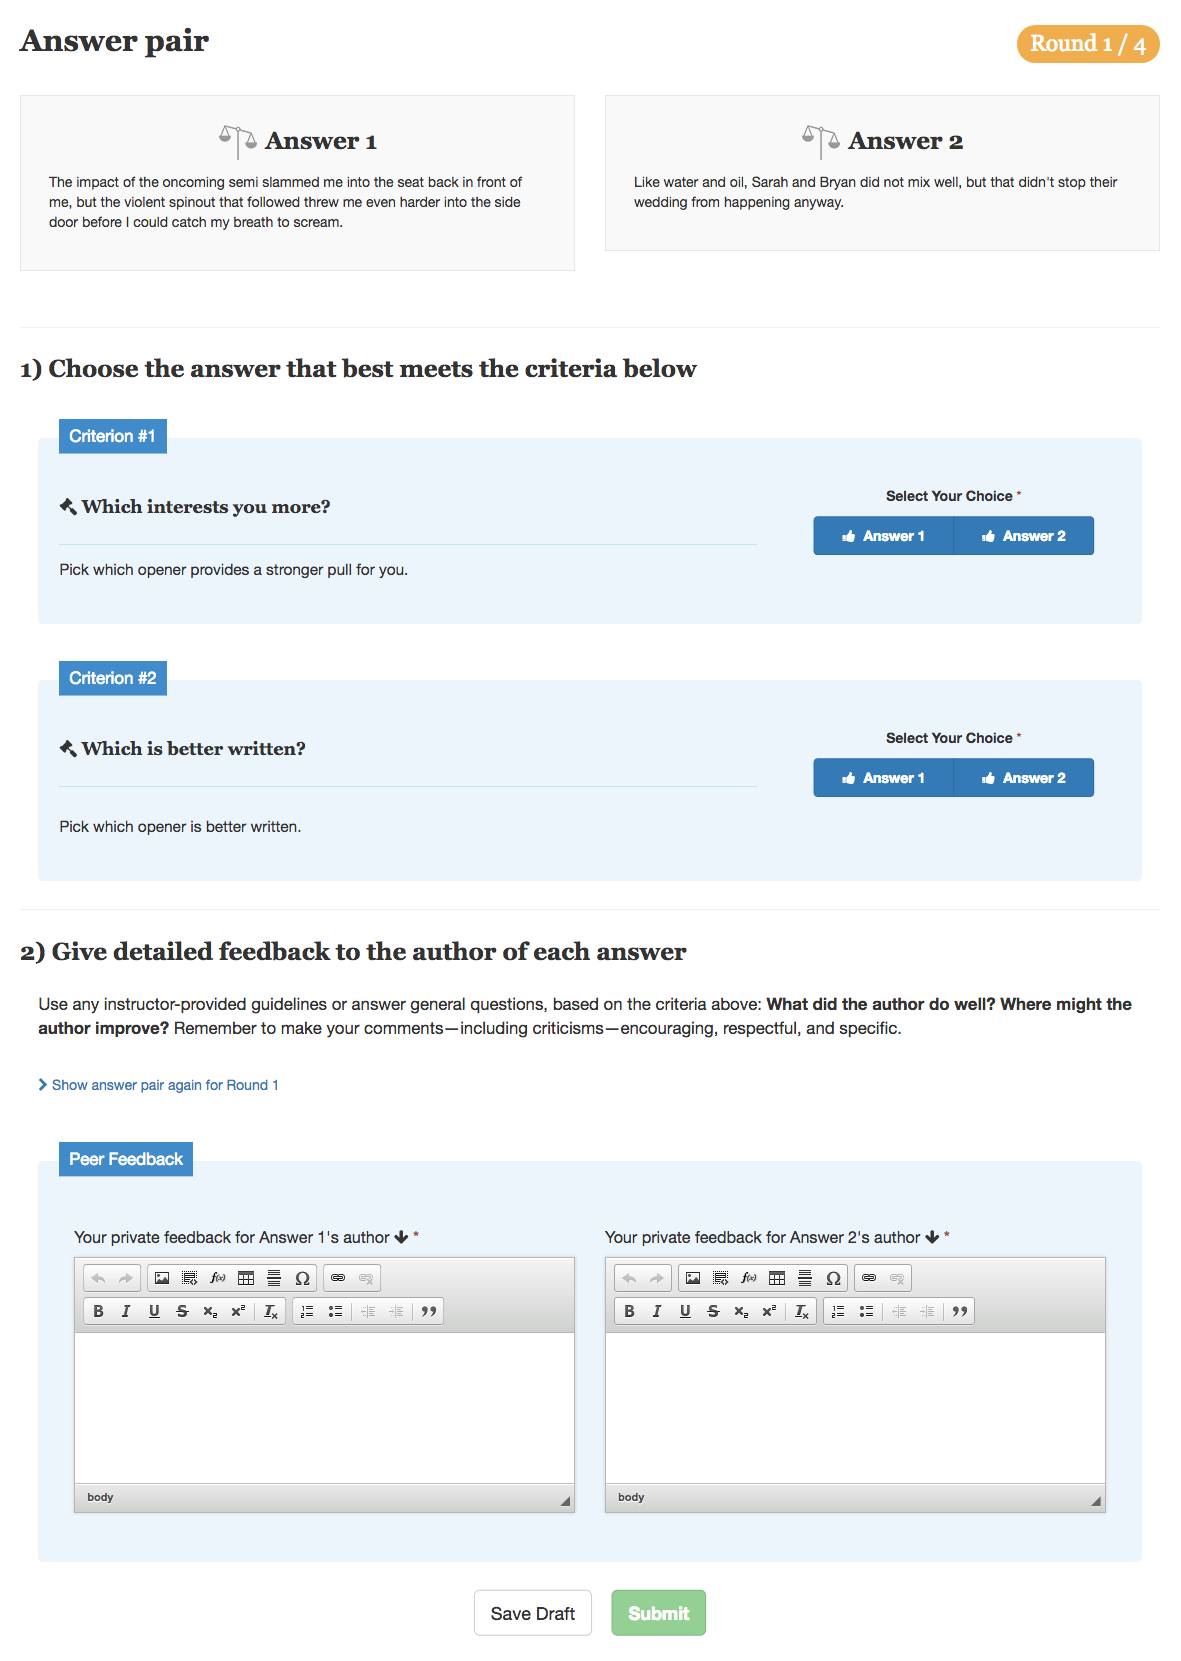 Answer pair
Round 1 / 4
Answer 1
The impact of the oncoming semi slammed me into the seat back in front of
me, but the violent spinout that followed threw me even harder into the side
door before I could catch my breath to scream.
Answer 2
Like water and oil, Sarah and Bryan did not mix well, but that didn't stop their
wedding from happening anyway.
1) Choose the answer that best meets the criteria below
Criterion #1
Which interests you more?
Pick which opener provides a stronger pull for you.
Select Your Choice *
Answer 1 Answer 2
Criterion #2
Which is better written?
Pick which opener is better written.
Select Your Choice *
Answer 1 Answer 2
2) Give detailed feedback to the author of each answer
Use any instructor-provided guidelines or answer general questions, based on the criteria above: What did the author do well? Where might the
author improve? Remember to make your comments—including criticisms—encouraging, respectful, and specific.
Show answer pair again for Round 1
Peer Feedback
Your private feedback for Answer 1's author *
f(x) Ω
B I U S x₂ x² Tx
body
Your private feedback for Answer 2's author *
f(x) Ω
B I U S x₂ x² Tx
body
Save Draft Submit